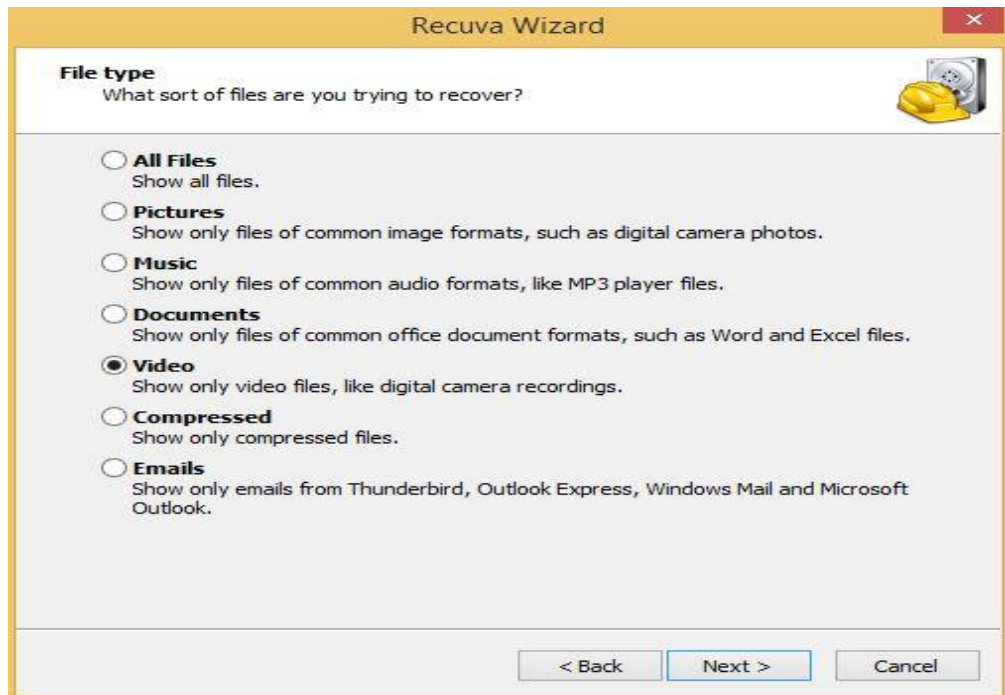 Recuva Wizard
File type
What sort of files are you trying to recover?
All Files
Show all files.
Pictures
Show only files of common image formats, such as digital camera photos.
Music
Show only files of common audio formats, like MP3 player files.
Documents
Show only files of common office document formats, such as Word and Excel files.
Video
Show only video files, like digital camera recordings.
Compressed
Show only compressed files.
Emails
Show only emails from Thunderbird, Outlook Express, Windows Mail and Microsoft
Outlook.
< Back Next > Cancel